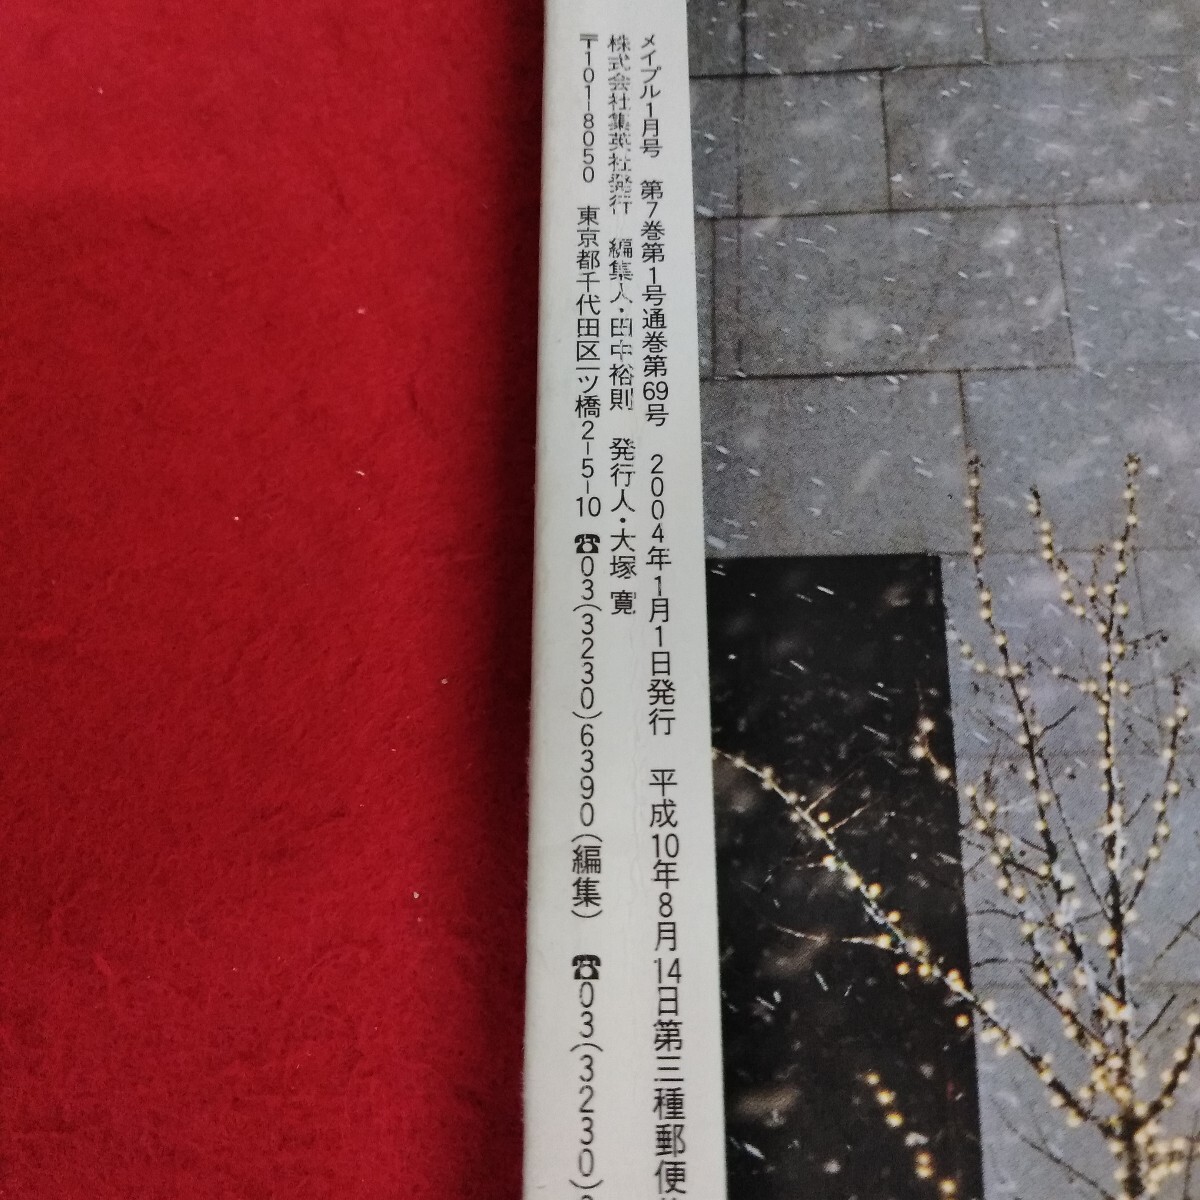 メイプル1月号　第7巻第1号通巻第69号　2004年1月1日発行　平成10年8月14日第三種郵便
株式会社集英社発行　編集人・田中裕則　発行人・大塚 寛
〒101-8050　東京都千代田区一ツ橋2-5-10 ☎03(3230)6390(編集)　☎03(3230)